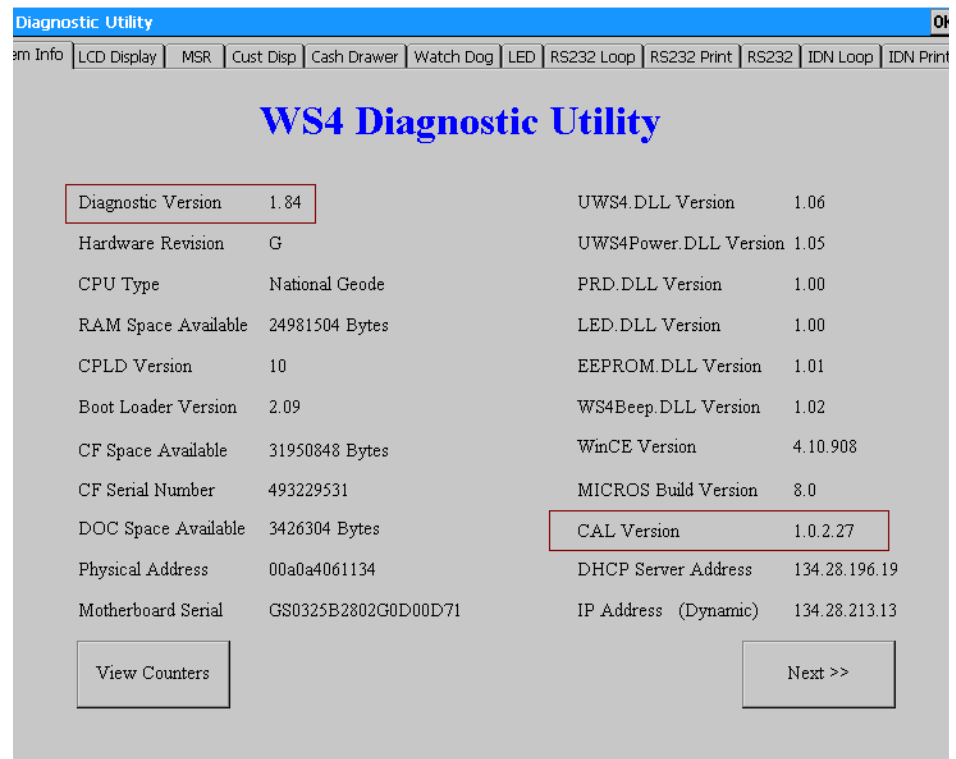 Diagnostic Utility OK
em Info LCD Display MSR Cust Disp Cash Drawer Watch Dog LED RS232 Loop RS232 Print RS232 IDN Loop IDN Print
WS4 Diagnostic Utility
Diagnostic Version 1.84 UWS4.DLL Version 1.06
Hardware Revision G UWS4Power.DLL Version 1.05
CPU Type National Geode PRD.DLL Version 1.00
RAM Space Available 24981504 Bytes LED.DLL Version 1.00
CPLD Version 10 EEPROM.DLL Version 1.01
Boot Loader Version 2.09 WS4Beep.DLL Version 1.02
CF Space Available 31950848 Bytes WinCE Version 4.10.908
CF Serial Number 493229531 MICROS Build Version 8.0
DOC Space Available 3426304 Bytes CAL Version 1.0.2.27
Physical Address 00a0a4061134 DHCP Server Address 134.28.196.19
Motherboard Serial GS0325B2802G0D00D71 IP Address (Dynamic) 134.28.213.13
View Counters Next >>